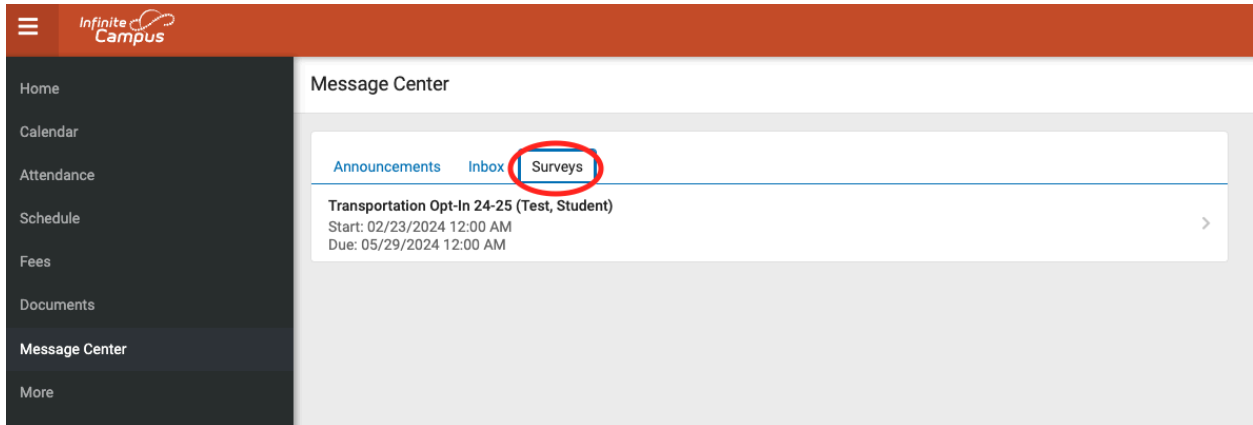 Infinite
Campus
Home
Calendar
Attendance
Schedule
Fees
Documents
Message Center
More
Message Center
Announcements Inbox Surveys
Transportation Opt-In 24-25 (Test, Student)
Start: 02/23/2024 12:00 AM
Due: 05/29/2024 12:00 AM